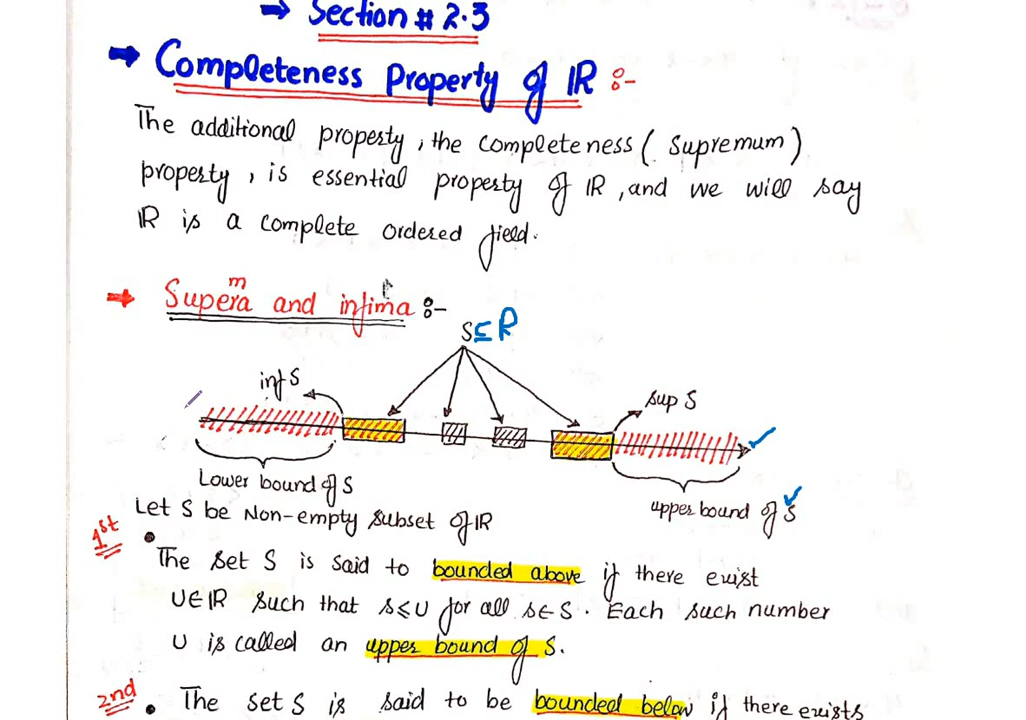 ⇒ Section # 2.3
➡ Completeness Property of IR :-
The additional property, the completeness ( Supremum)
property, is essential property of IR, and we will say
IR is a complete ordered field.
➡ Supera and infima :-
m
S⊆R
inf S
sup S
Lower bound of S
upper bound of S
Let S be Non-empty subset of IR
1st
• The set S is said to bounded above if there exist
U∈IR such that s≤U for all s∈S. Each such number
U is called an upper bound of S.
2nd • The set S is said to be bounded below if there exists